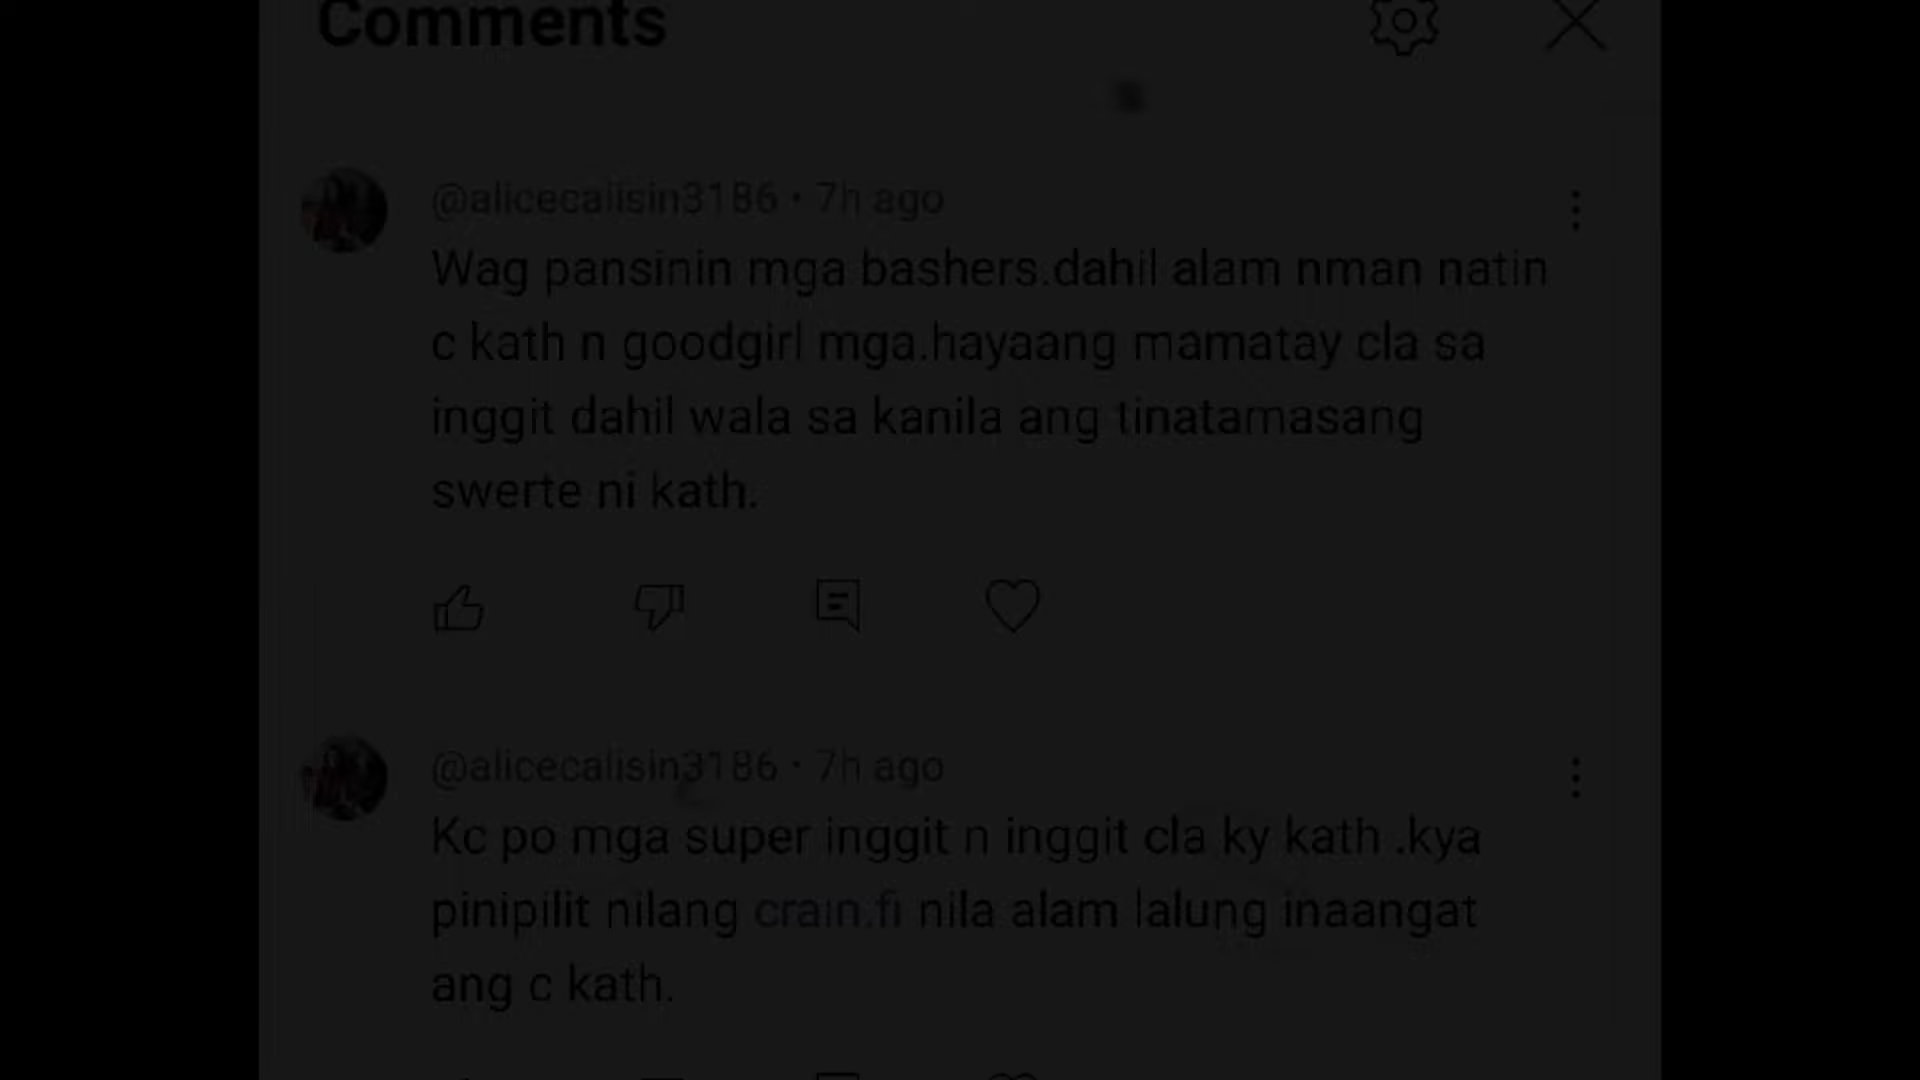 Comments
@alicecalisin3186 • 7h ago
Wag pansinin mga bashers.dahil alam nman natin
c kath n goodgirl mga.hayaang mamatay cla sa
inggit dahil wala sa kanila ang tinatamasang
swerte ni kath.
@alicecalisin3186 • 7h ago
Kc po mga super inggit n inggit cla ky kath .kya
pinipilit nilang crain.fi nila alam lalung inaangat
ang c kath.